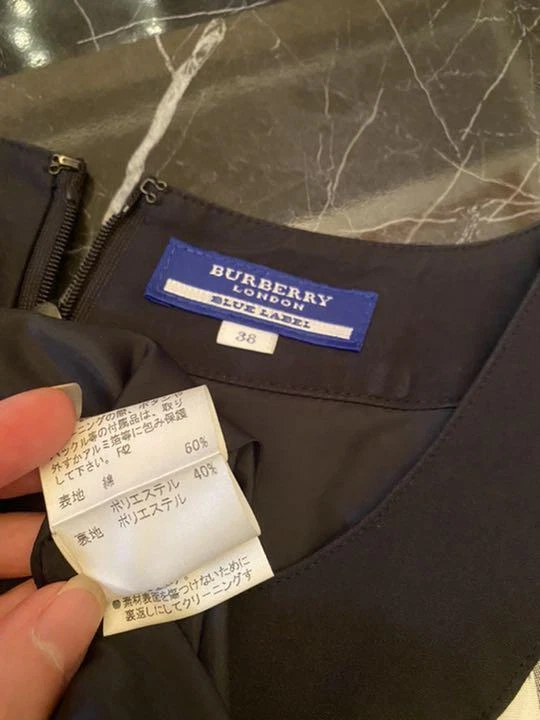 BURBERRY
LONDON
BLUE LABEL
38
ーニングの際、ボタンや
バックル等の付属品は、取り
外すかアルミ箔等に包み保護
して下さい。F42
表地 綿 60%
ポリエステル 40%
裏地 ポリエステル
●素材表面を傷つけないために
裏返しにしてクリーニングす